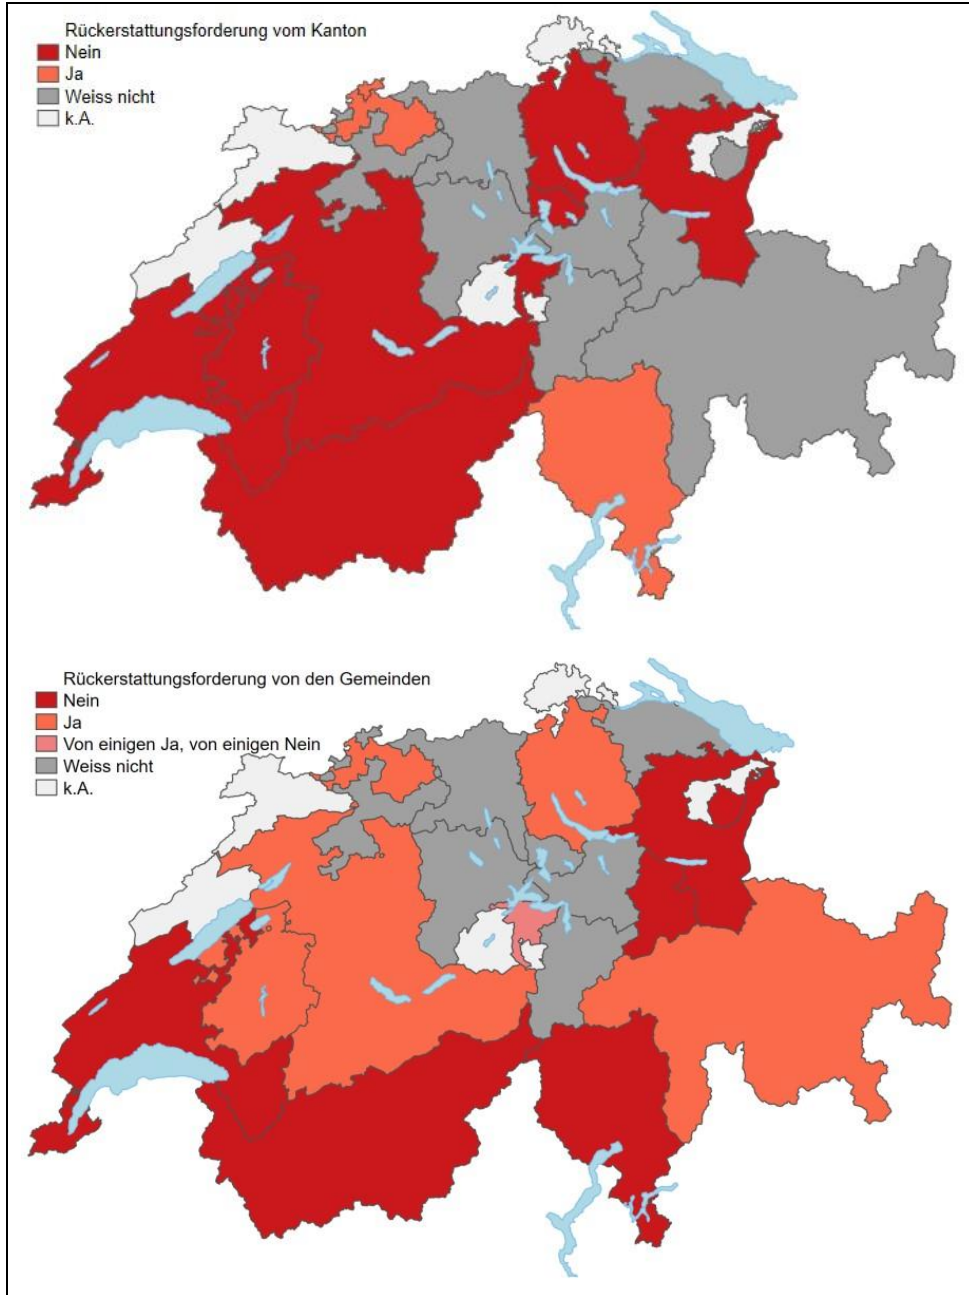 Rückerstattungsforderung vom Kanton
Nein
Ja
Weiss nicht
k.A.
Rückerstattungsforderung von den Gemeinden
Nein
Ja
Von einigen Ja, von einigen Nein
Weiss nicht
k.A.